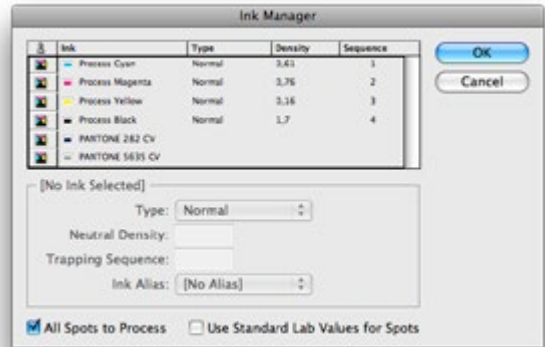 Ink Manager
Ink Type Density Sequence
Process Cyan Normal 3,61 1
Process Magenta Normal 3,76 2
Process Yellow Normal 3,16 3
Process Black Normal 1,7 4
PANTONE 282 CV
PANTONE 5635 CV
OK
Cancel
[No Ink Selected]
Type: Normal
Neutral Density:
Trapping Sequence:
Ink Alias: [No Alias]
All Spots to Process Use Standard Lab Values for Spots